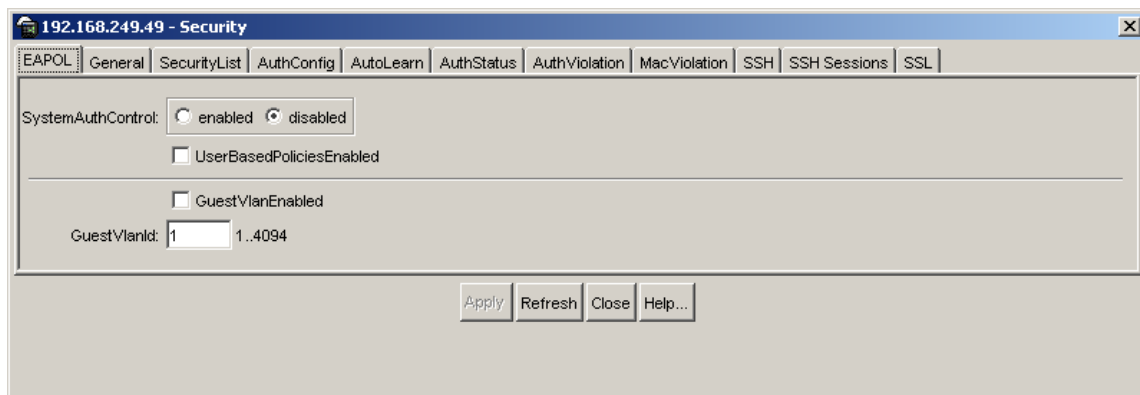 192.168.249.49 - Security
EAPOL General SecurityList AuthConfig AutoLearn AuthStatus AuthViolation MacViolation SSH SSH Sessions SSL
SystemAuthControl: enabled disabled
UserBasedPoliciesEnabled
GuestVlanEnabled
GuestVlanId: 1 1..4094
Apply Refresh Close Help...